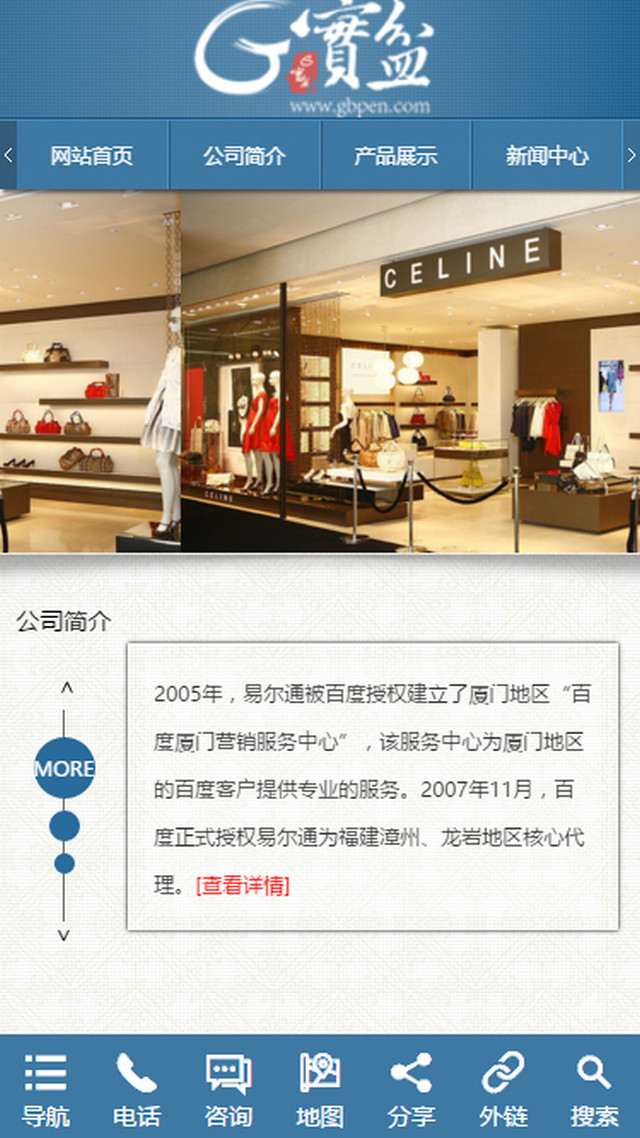 G實盆
www.gbpen.com
< 网站首页 公司简介 产品展示 新闻中心 >
CELINE
CELINE
公司简介
2005年，易尔通被百度授权建立了厦门地区“百
度厦门营销服务中心”，该服务中心为厦门地区
MORE
的百度客户提供专业的服务。2007年11月，百
度正式授权易尔通为福建漳州、龙岩地区核心代
理。[查看详情]
导航 电话 咨询 地图 分享 外链 搜索